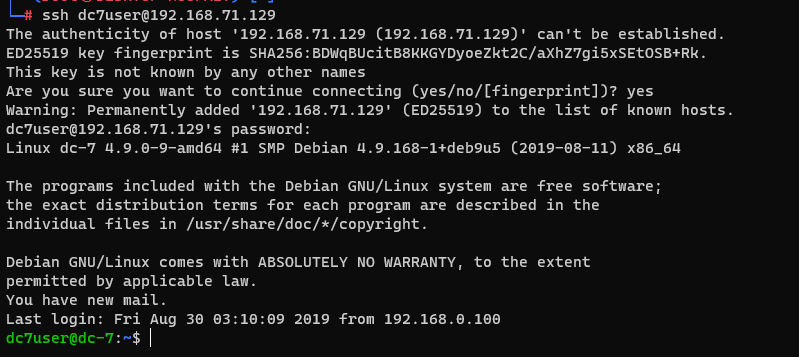 └─# ssh dc7user@192.168.71.129
The authenticity of host '192.168.71.129 (192.168.71.129)' can't be established.
ED25519 key fingerprint is SHA256:BDWqBUcitB8KKGYDyoeZkt2C/aXhZ7gi5xSEtOSB+Rk.
This key is not known by any other names
Are you sure you want to continue connecting (yes/no/[fingerprint])? yes
Warning: Permanently added '192.168.71.129' (ED25519) to the list of known hosts.
dc7user@192.168.71.129's password:
Linux dc-7 4.9.0-9-amd64 #1 SMP Debian 4.9.168-1+deb9u5 (2019-08-11) x86_64

The programs included with the Debian GNU/Linux system are free software;
the exact distribution terms for each program are described in the
individual files in /usr/share/doc/*/copyright.

Debian GNU/Linux comes with ABSOLUTELY NO WARRANTY, to the extent
permitted by applicable law.
You have new mail.
Last login: Fri Aug 30 03:10:09 2019 from 192.168.0.100
dc7user@dc-7:~$